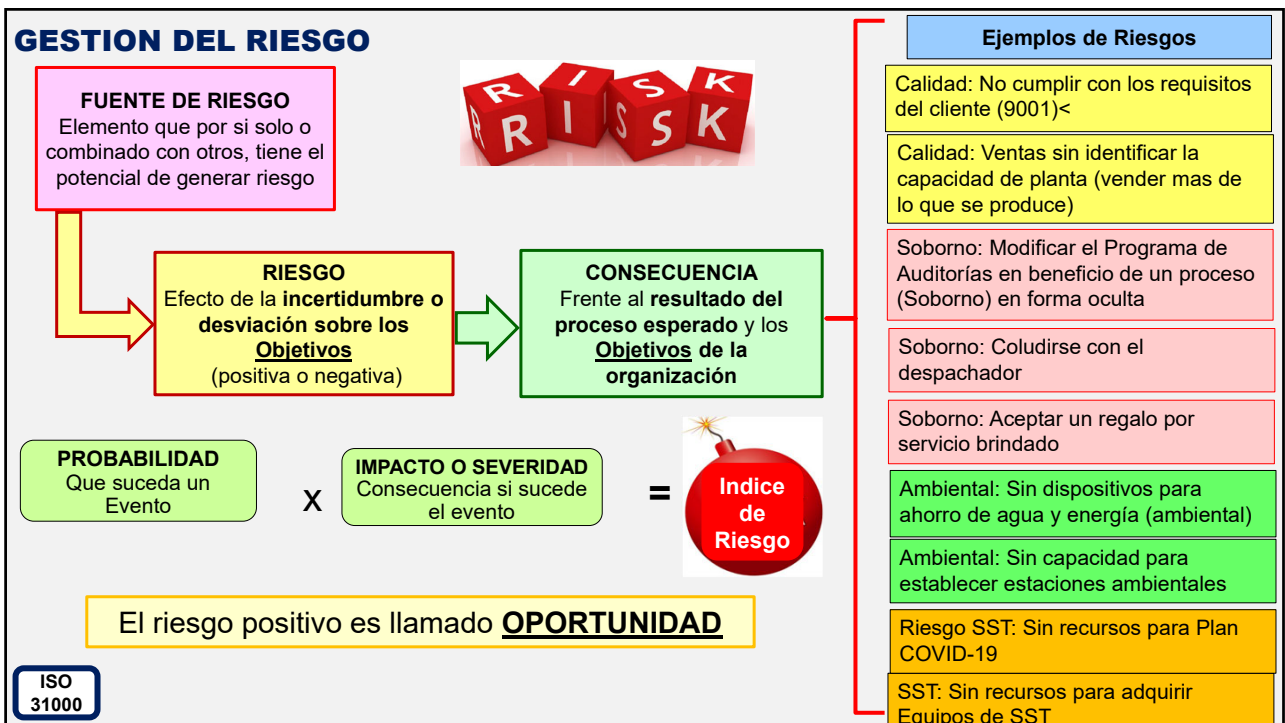 GESTION DEL RIESGO
FUENTE DE RIESGO
Elemento que por si solo o
combinado con otros, tiene el
potencial de generar riesgo
R I S K
R R I S S K
RIESGO
Efecto de la incertidumbre o
desviación sobre los
Objetivos
(positiva o negativa)
CONSECUENCIA
Frente al resultado del
proceso esperado y los
Objetivos de la
organización
PROBABILIDAD
Que suceda un
Evento
X
IMPACTO O SEVERIDAD
Consecuencia si sucede
el evento
=
Indice
de
Riesgo
El riesgo positivo es llamado OPORTUNIDAD
ISO
31000
Ejemplos de Riesgos
Calidad: No cumplir con los requisitos
del cliente (9001)<
Calidad: Ventas sin identificar la
capacidad de planta (vender mas de
lo que se produce)
Soborno: Modificar el Programa de
Auditorías en beneficio de un proceso
(Soborno) en forma oculta
Soborno: Coludirse con el
despachador
Soborno: Aceptar un regalo por
servicio brindado
Ambiental: Sin dispositivos para
ahorro de agua y energía (ambiental)
Ambiental: Sin capacidad para
establecer estaciones ambientales
Riesgo SST: Sin recursos para Plan
COVID-19
SST: Sin recursos para adquirir
Equipos de SST